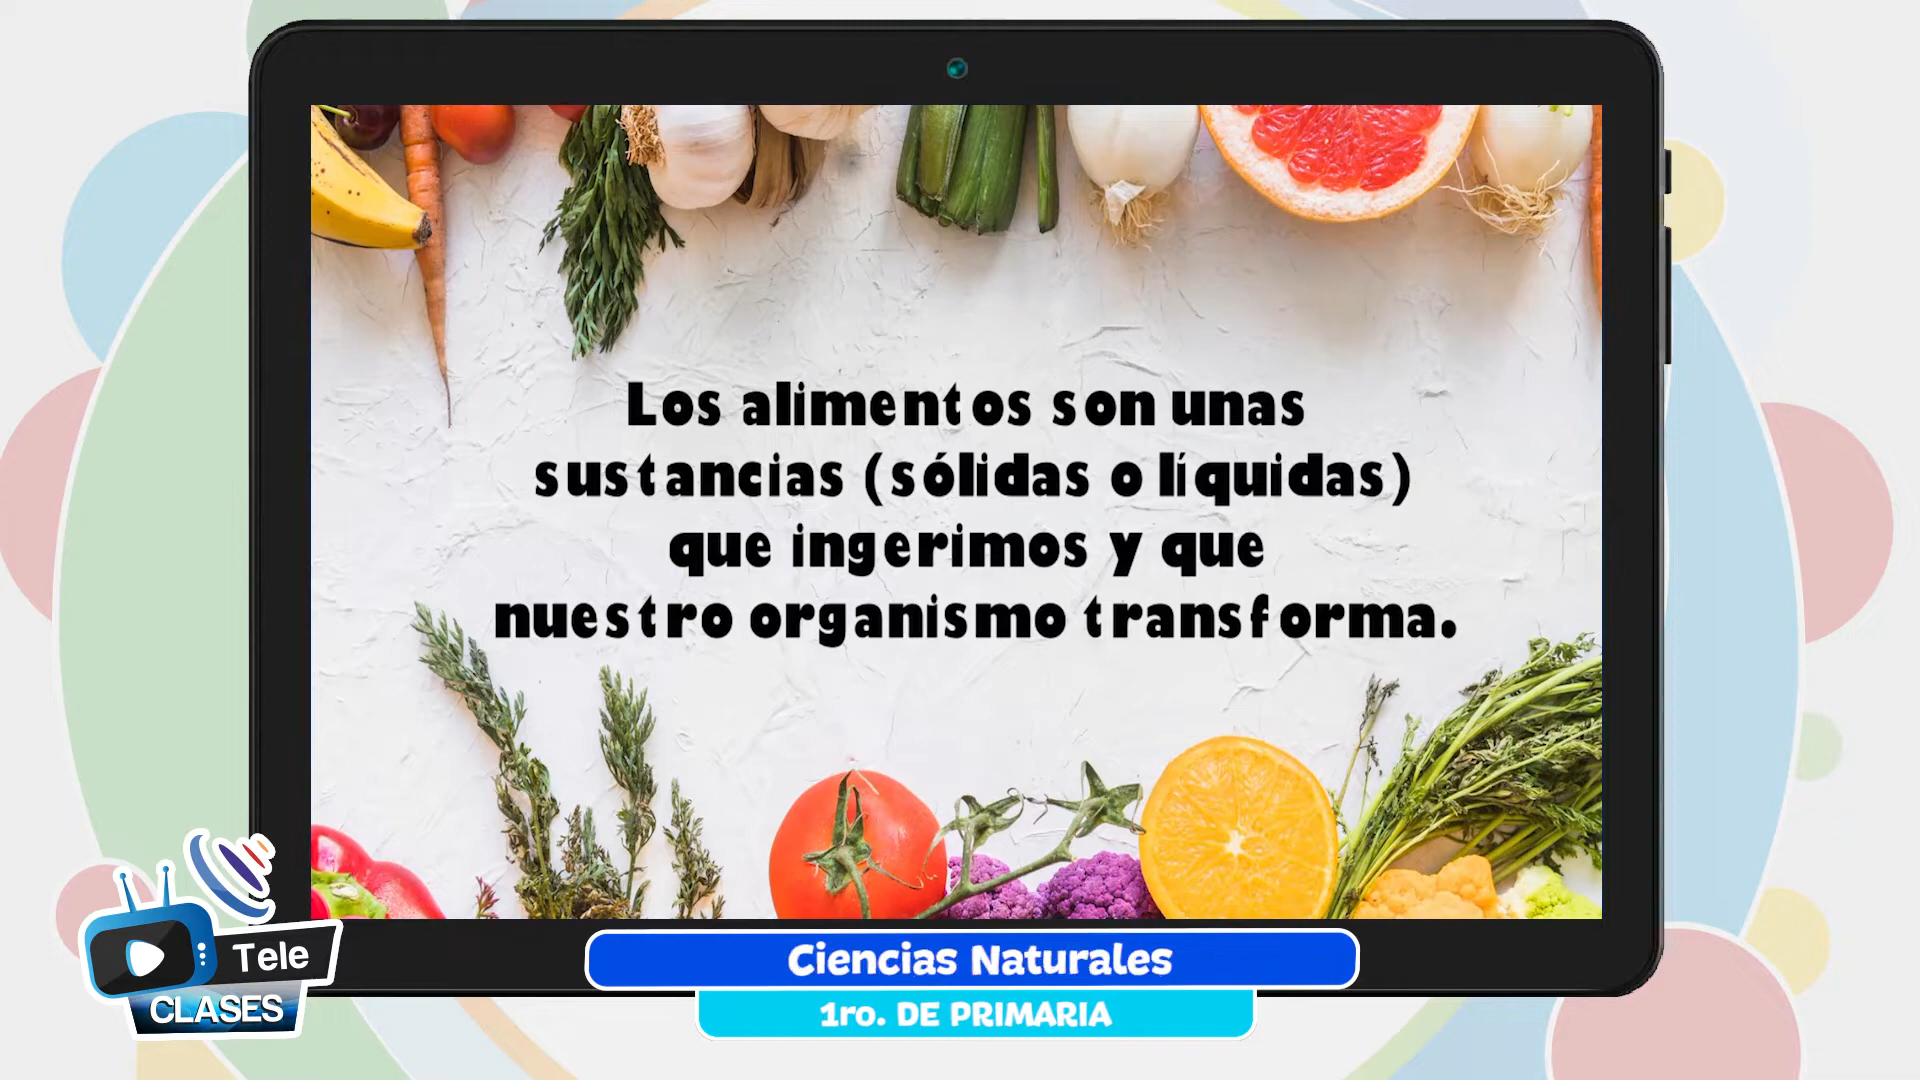 Los alimentos son unas
sustancias (sólidas o líquidas)
que ingerimos y que
nuestro organismo transforma.
Tele
CLASES
Ciencias Naturales
1ro. DE PRIMARIA